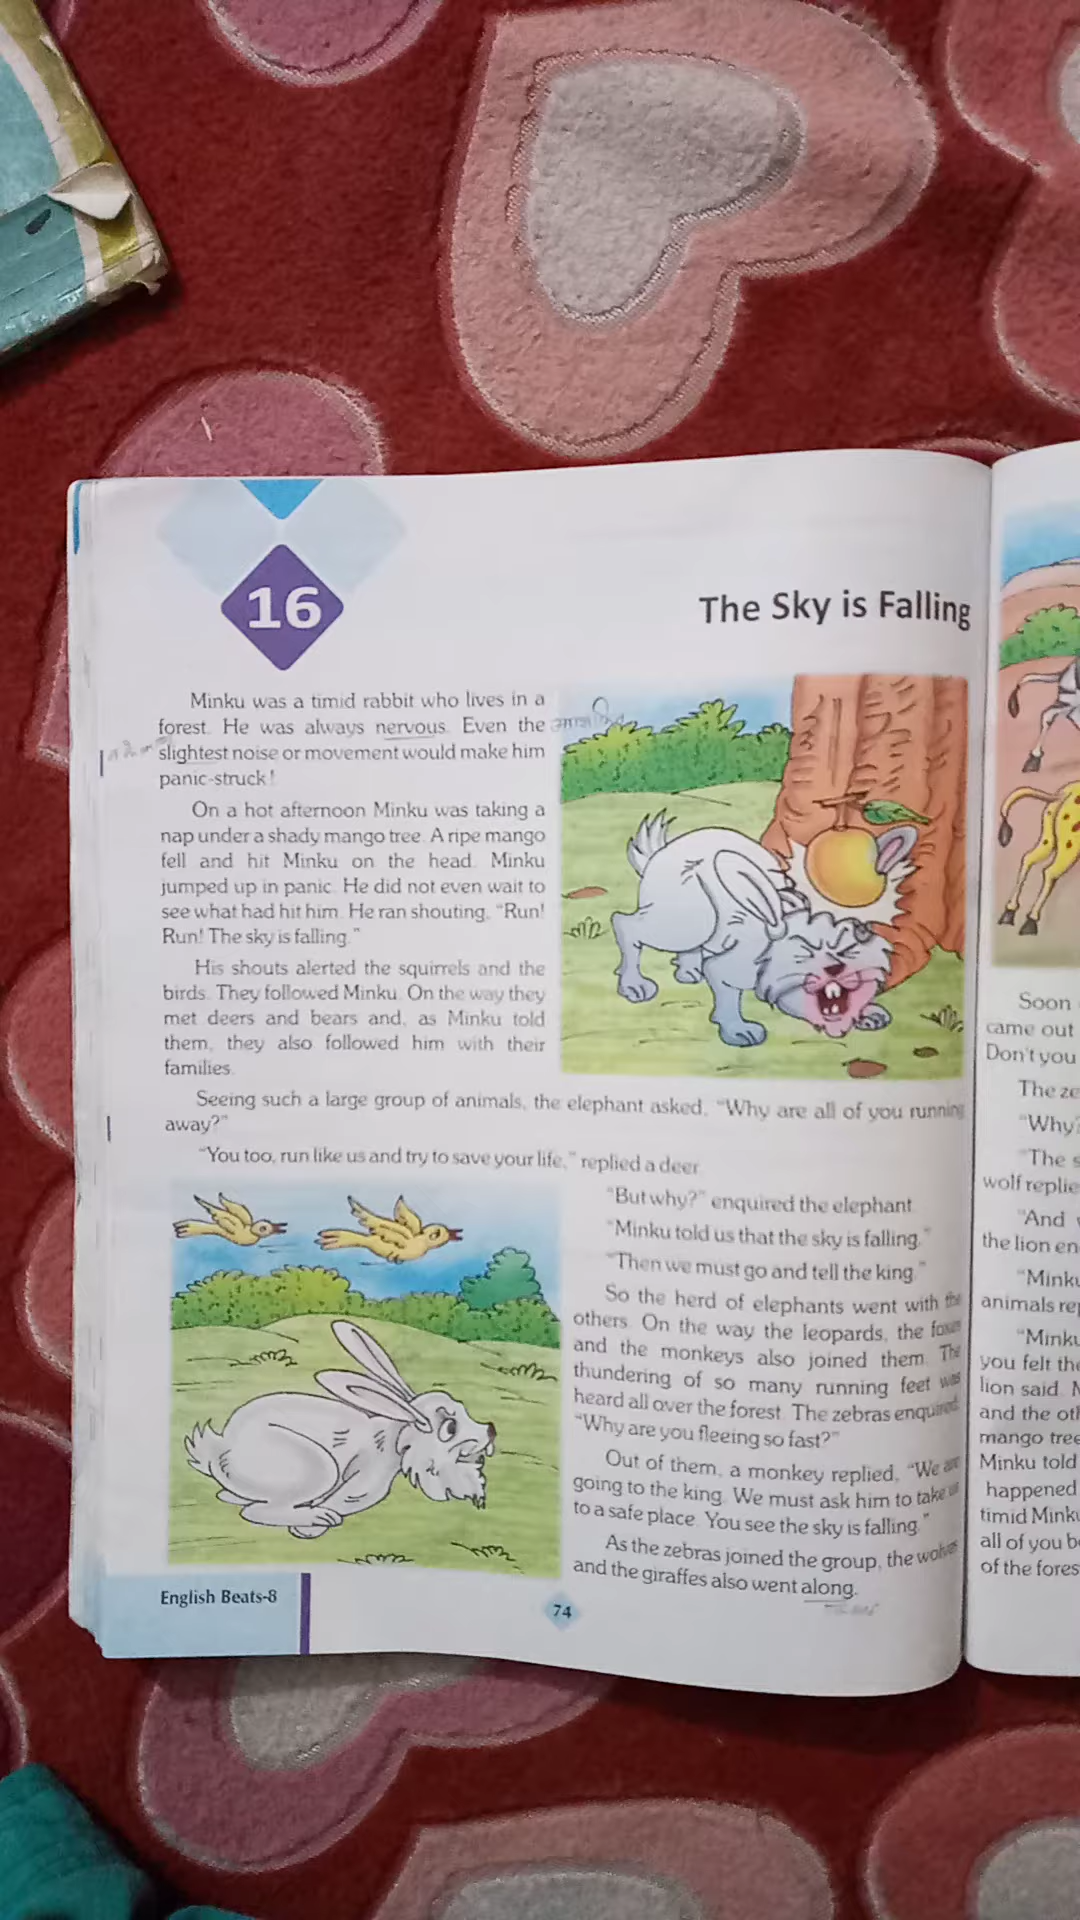 16
The Sky is Falling
Minku was a timid rabbit who lives in a
forest. He was always nervous. Even the
slightest noise or movement would make him
panic-struck!
On a hot afternoon Minku was taking a
nap under a shady mango tree. A ripe mango
fell and hit Minku on the head. Minku
jumped up in panic. He did not even wait to
see what had hit him. He ran shouting, "Run!
Run! The sky is falling."
His shouts alerted the squirrels and the
birds. They followed Minku. On the way they
met deers and bears and, as Minku told
them, they also followed him with their
families.
Seeing such a large group of animals, the elephant asked, "Why are all of you running
away?"
"You too, run like us and try to save your life," replied a deer.
"But why?" enquired the elephant.
"Minku told us that the sky is falling."
"Then we must go and tell the king."
So the herd of elephants went with the
others. On the way the leopards, the foxes
and the monkeys also joined them. The
thundering of so many running feet was
heard all over the forest. The zebras enquired,
"Why are you fleeing so fast?"
Out of them, a monkey replied, "We are
going to the king. We must ask him to take us
to a safe place. You see the sky is falling."
As the zebras joined the group, the wolves
and the giraffes also went along.
English Beats-8
74
Soon
came out
Don't you
The
"Why?
"The
wolf
"And
the lion
animals
you felt
lion said.
and the
mango tree
Minku told
happened
timid
all of you
of the